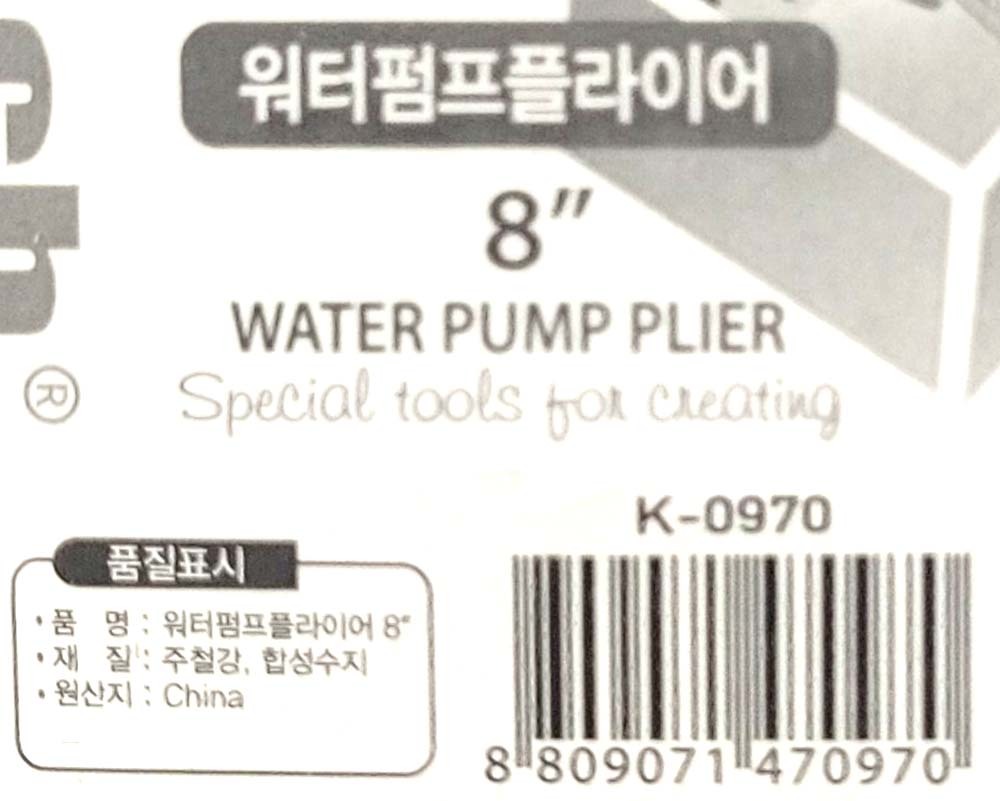 워터펌프플라이어
8"
WATER PUMP PLIER
Special tools for creating
®
K-0970
품질표시
• 품 명 : 워터펌프플라이어 8"
• 재 질 : 주철강, 합성수지
• 원산지 : China
8 809071 470970